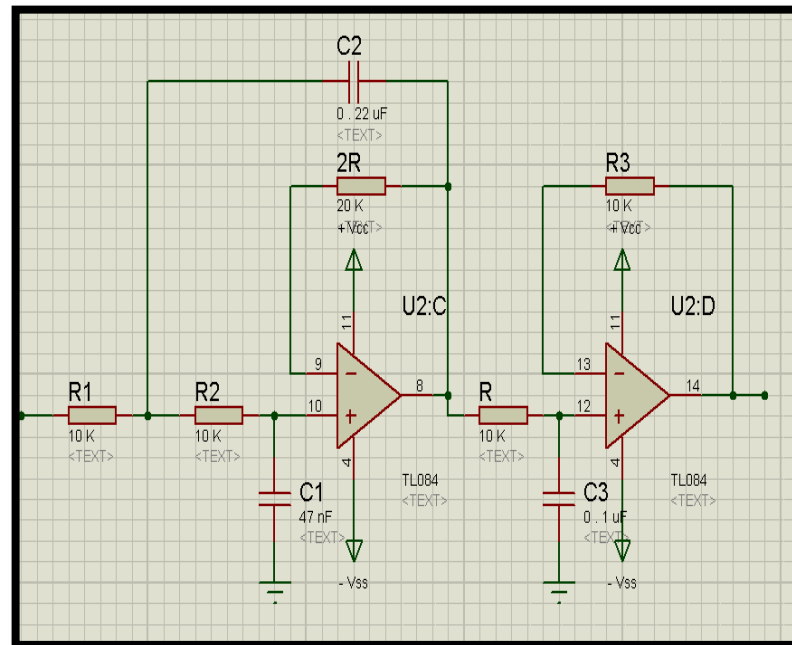 C2
0 . 22 uF
<TEXT>
2R
20 K
<TEXT>
+ Vcc
R3
10 K
<TEXT>
+ Vcc
U2:C
U2:D
11
11
9
10
8
13
12
14
4
4
R1
10 K
<TEXT>
R2
10 K
<TEXT>
R
10 K
<TEXT>
C1
47 nF
<TEXT>
TL084
<TEXT>
C3
0 . 1 uF
<TEXT>
TL084
<TEXT>
- Vss
- Vss